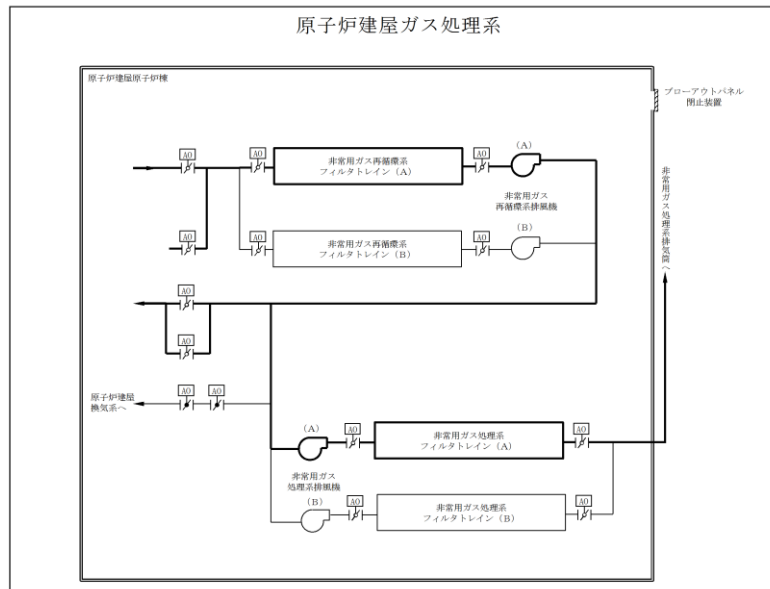 原子炉建屋ガス処理系
原子炉建屋原子炉棟
ブローアウトパネル
閉止装置
AO
AO
非常用ガス再循環系
フィルタトレイン（A）
AO
（A）
非常用ガス
再循環系排風機
AO
AO
非常用ガス再循環系
フィルタトレイン（B）
AO
（B）
非常用ガス処理系排気筒へ
AO
AO
原子炉建屋
換気系へ
AO
AO
（A）
AO
非常用ガス処理系
フィルタトレイン（A）
AO
非常用ガス
処理系排風機
（B）
AO
非常用ガス処理系
フィルタトレイン（B）
AO